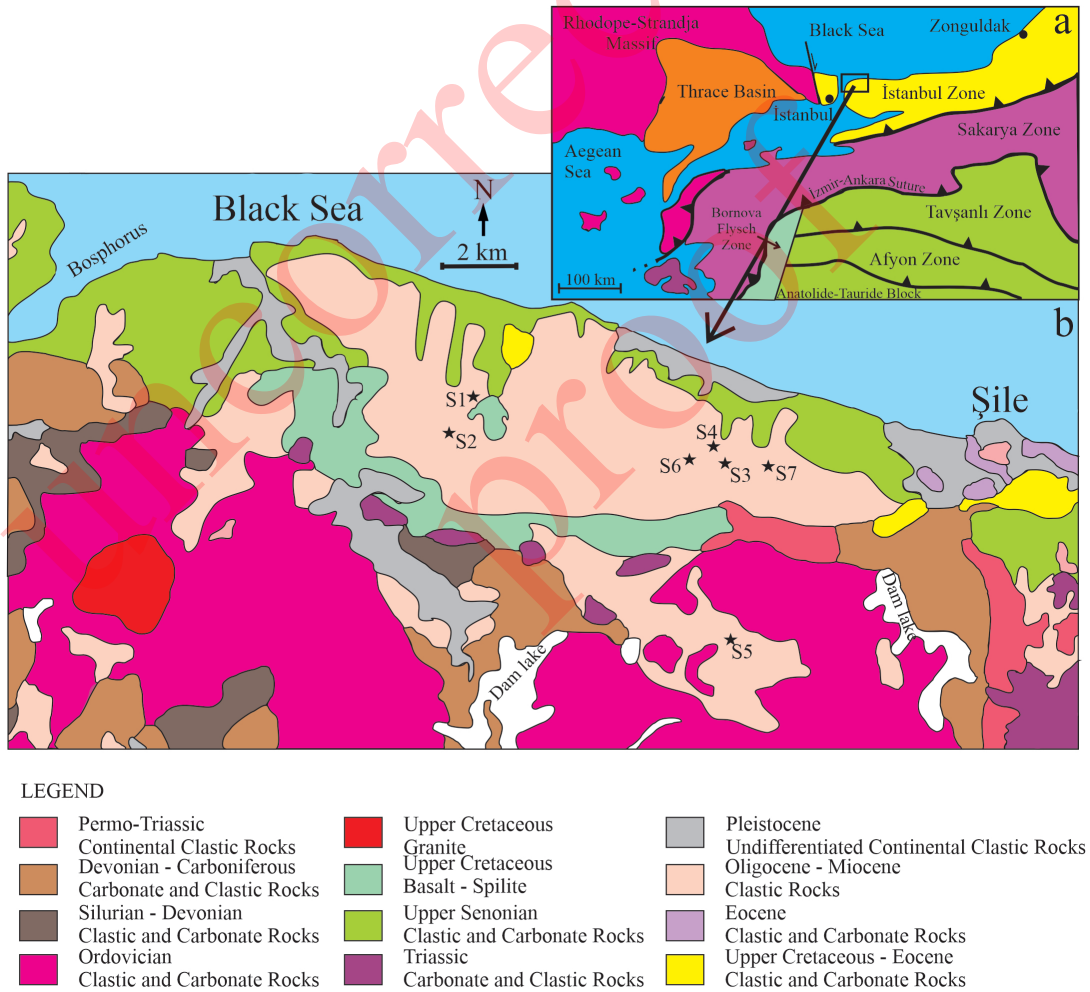 Rhodope-Strandja
Massif
Black Sea
Zonguldak
a
Thrace Basin
İstanbul
İstanbul Zone
Sakarya Zone
Aegean
Sea
İzmir-Ankara Suture
Bornova
Flysch
Zone
Tavşanlı Zone
Afyon Zone
100 km
Anatolide-Tauride Block
Black Sea
N
2 km
Bosphorus
b
Şile
S1
S2
S4
S6
S3
S7
S5
Dam lake
Dam lake
Uncorrected proof
LEGEND
Permo-Triassic
Continental Clastic Rocks
Devonian - Carboniferous
Carbonate and Clastic Rocks
Silurian - Devonian
Clastic and Carbonate Rocks
Ordovician
Clastic and Carbonate Rocks
Upper Cretaceous
Granite
Upper Cretaceous
Basalt - Spilite
Upper Senonian
Clastic and Carbonate Rocks
Triassic
Carbonate and Clastic Rocks
Pleistocene
Undifferentiated Continental Clastic Rocks
Oligocene - Miocene
Clastic Rocks
Eocene
Clastic and Carbonate Rocks
Upper Cretaceous - Eocene
Clastic and Carbonate Rocks